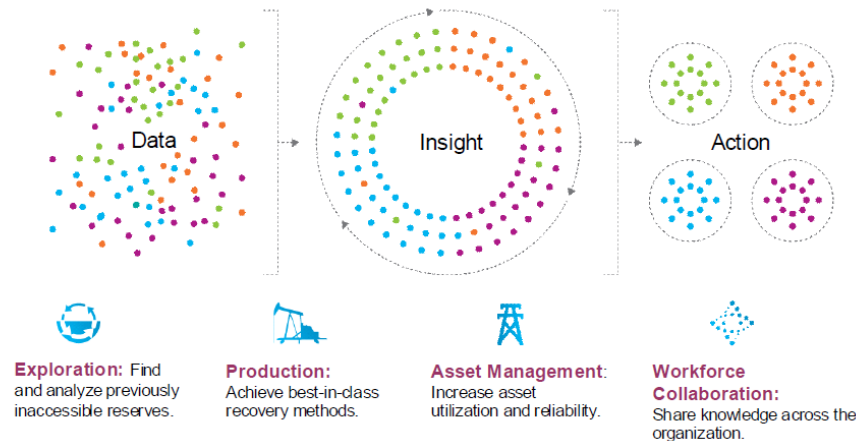 Data
Insight
Action
Exploration: Find
and analyze previously
inaccessible reserves.
Production:
Achieve best-in-class
recovery methods.
Asset Management:
Increase asset
utilization and reliability.
Workforce
Collaboration:
Share knowledge across the
organization.